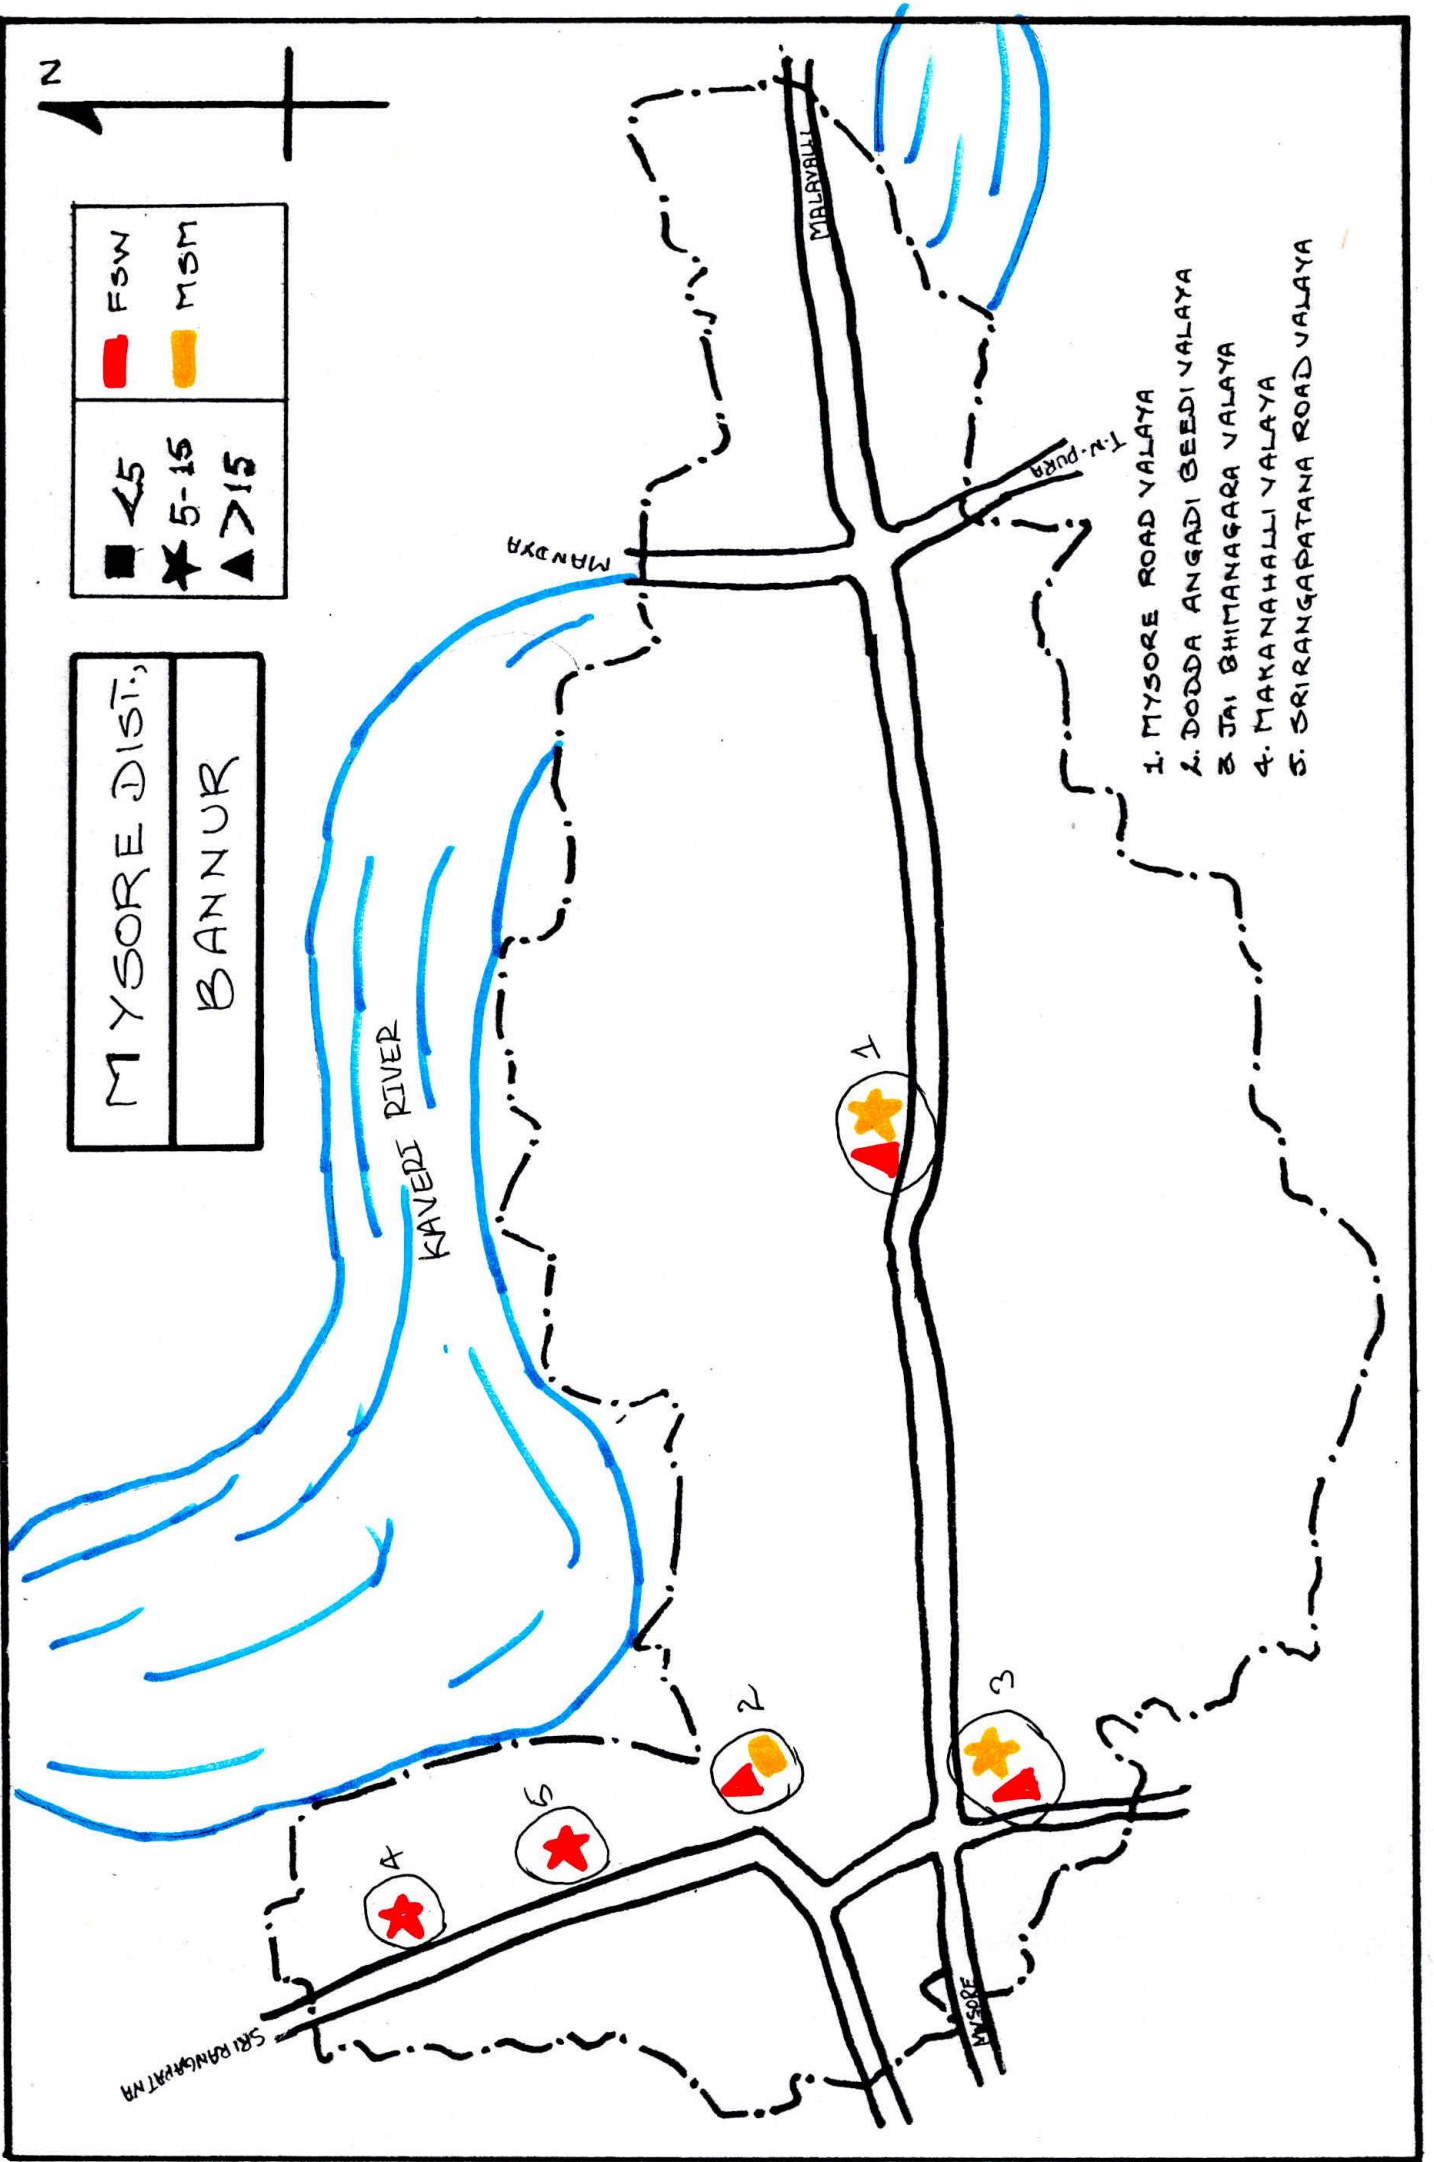 MYSORE DIST.,
BANNUR
<5
5-15
>15
FSW
MSM
N
KAVERI RIVER
MANDYA
MALAVALLI
T.N.PURA
SRIRANGAPATNA
MYSORE
1
2
3
4
5
1. MYSORE ROAD VALAYA
2. DODDA ANGADI BEEDI VALAYA
3 JAI BHIMANAGARA VALAYA
4. MAKANAHALLI VALAYA
5. SRIRANGAPATANA ROAD VALAYA